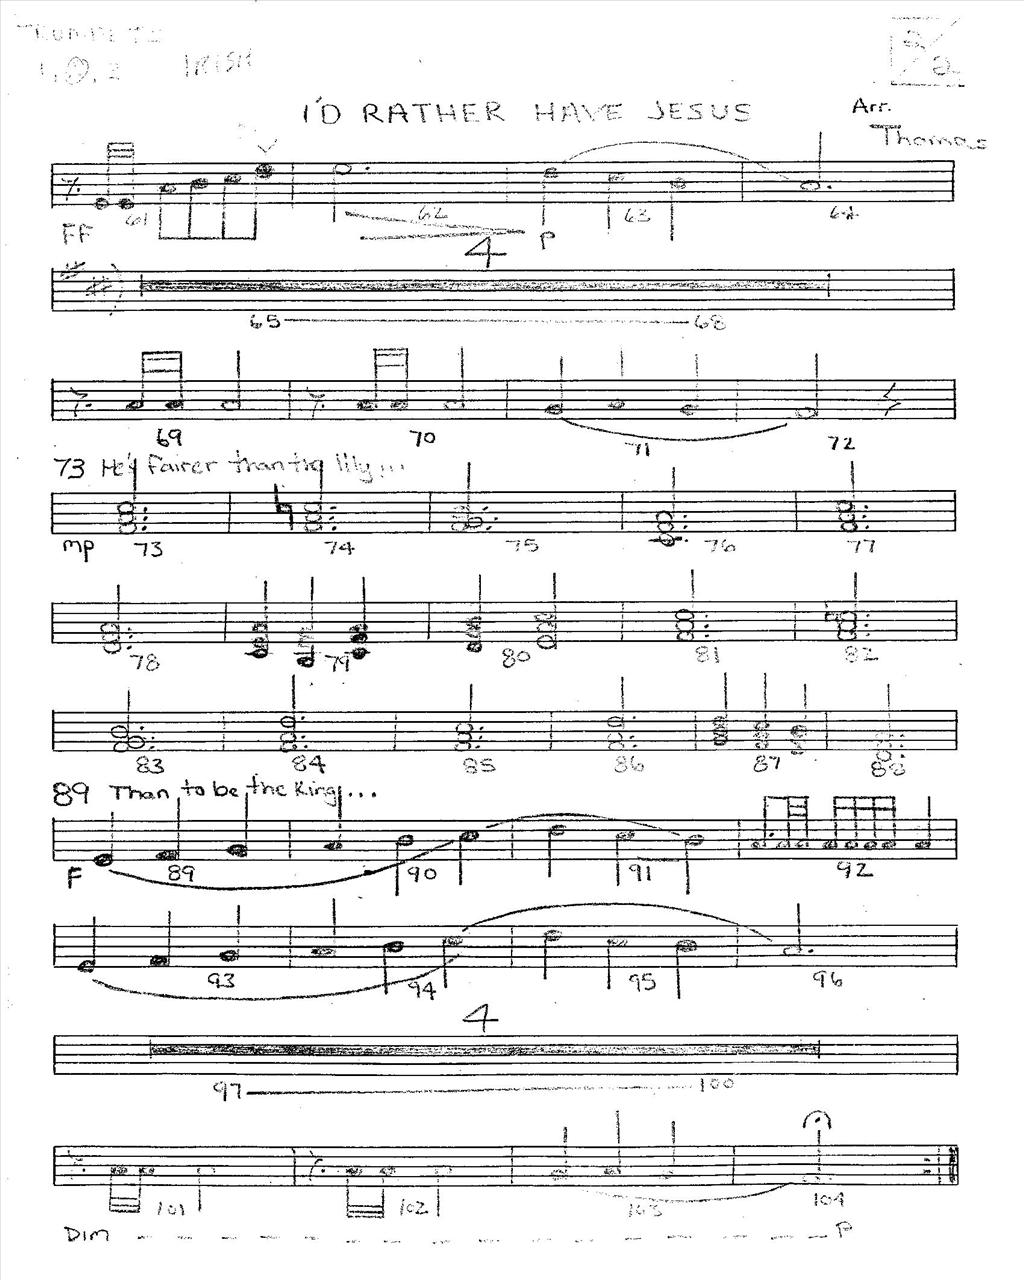 TRUMPETS 2/2
1, 2, 3 IRISH
I'D RATHER HAVE JESUS Arr.
Thomas
61 62 63 64
FF P
4
65 68
69 70 71 72
73 He's fairer than the lily...
mp 73 74 75 76 77
78 79 80 81 82
83 84 85 86 87 88
89 Than to be the King...
F 89 90 91 92
93 94 95 96
4
97 100
101 102 103 104
DIM P